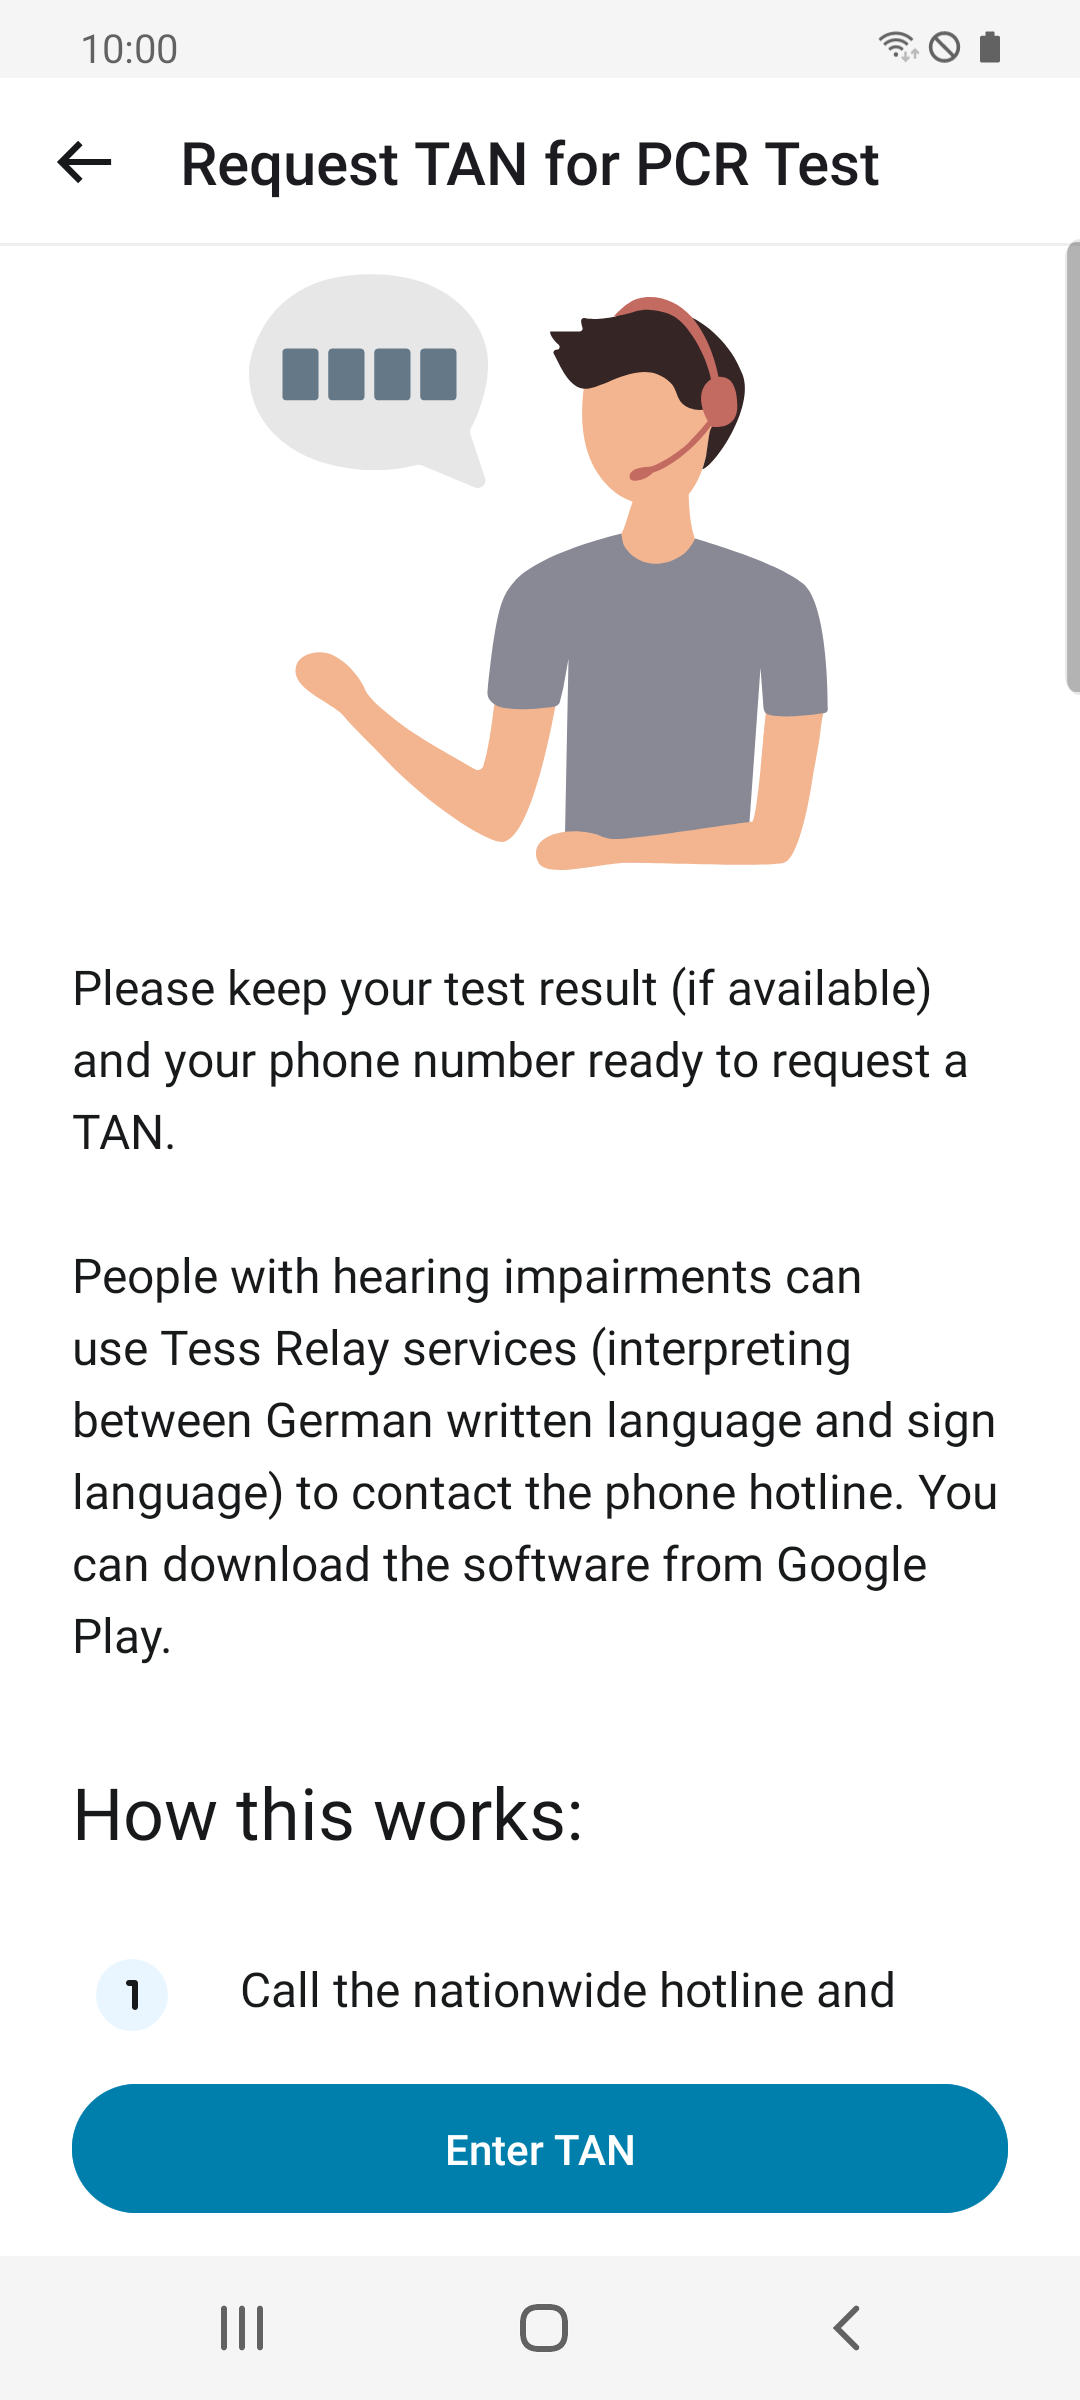 10:00
Request TAN for PCR Test
Please keep your test result (if available)
and your phone number ready to request a
TAN.
People with hearing impairments can
use Tess Relay services (interpreting
between German written language and sign
language) to contact the phone hotline. You
can download the software from Google
Play.
How this works:
1 Call the nationwide hotline and
Enter TAN